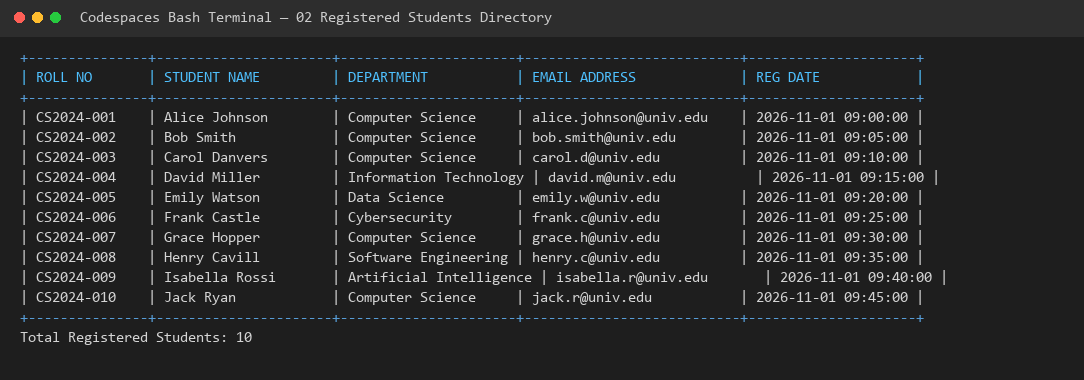 Codespaces Bash Terminal — 02 Registered Students Directory
+---------------+----------------------+----------------------+---------------------------+---------------------+
| ROLL NO       | STUDENT NAME         | DEPARTMENT           | EMAIL ADDRESS             | REG DATE            |
+---------------+----------------------+----------------------+---------------------------+---------------------+
| CS2024-001    | Alice Johnson        | Computer Science     | alice.johnson@univ.edu    | 2026-11-01 09:00:00 |
| CS2024-002    | Bob Smith            | Computer Science     | bob.smith@univ.edu        | 2026-11-01 09:05:00 |
| CS2024-003    | Carol Danvers        | Computer Science     | carol.d@univ.edu          | 2026-11-01 09:10:00 |
| CS2024-004    | David Miller         | Information Technology | david.m@univ.edu          | 2026-11-01 09:15:00 |
| CS2024-005    | Emily Watson         | Data Science         | emily.w@univ.edu          | 2026-11-01 09:20:00 |
| CS2024-006    | Frank Castle         | Cybersecurity        | frank.c@univ.edu          | 2026-11-01 09:25:00 |
| CS2024-007    | Grace Hopper         | Computer Science     | grace.h@univ.edu          | 2026-11-01 09:30:00 |
| CS2024-008    | Henry Cavill         | Software Engineering | henry.c@univ.edu          | 2026-11-01 09:35:00 |
| CS2024-009    | Isabella Rossi       | Artificial Intelligence | isabella.r@univ.edu       | 2026-11-01 09:40:00 |
| CS2024-010    | Jack Ryan            | Computer Science     | jack.r@univ.edu           | 2026-11-01 09:45:00 |
+---------------+----------------------+----------------------+---------------------------+---------------------+
Total Registered Students: 10